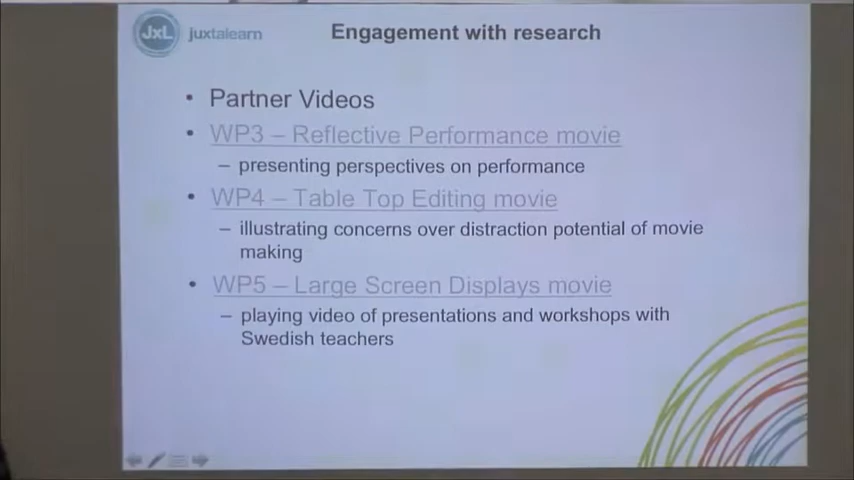 JxL juxtalearn
Engagement with research
• Partner Videos
• WP3 – Reflective Performance movie
– presenting perspectives on performance
• WP4 – Table Top Editing movie
– illustrating concerns over distraction potential of movie
making
• WP5 – Large Screen Displays movie
– playing video of presentations and workshops with
Swedish teachers